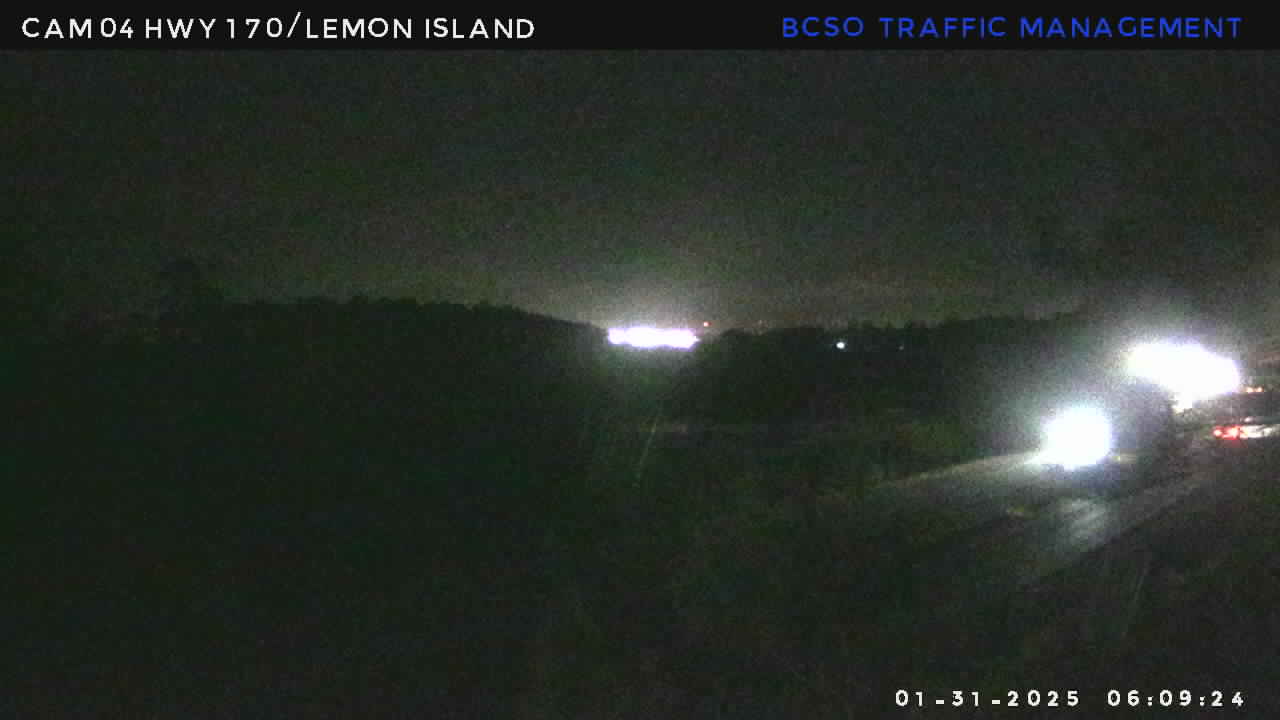 CAM04 HWY 170/LEMON ISLAND
BCSO TRAFFIC MANAGEMENT
01-31-2025 06:09:24